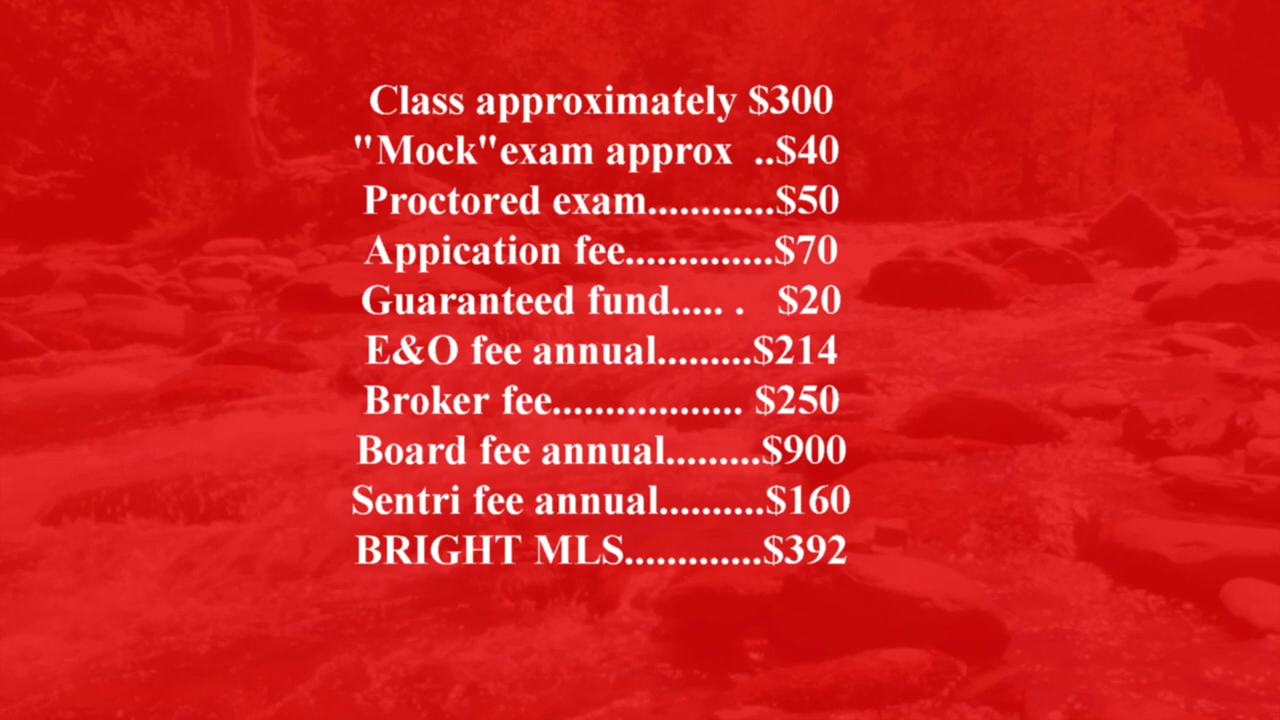 Class approximately $300
"Mock"exam approx  ..$40
Proctored exam............$50
Appication fee..............$70
Guaranteed fund..... .   $20
E&O fee annual.........$214
Broker fee.................. $250
Board fee annual.........$900
Sentri fee annual..........$160
BRIGHT MLS.............$392